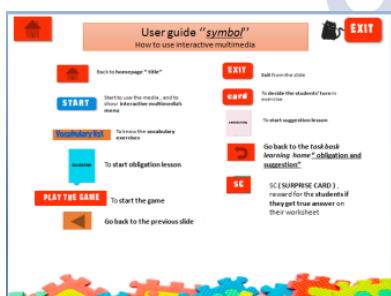 User guide "symbol"
How to use interactive multimedia
EXIT
Back to homepage " title"
START
Start to use the media , and to
show interactive multimedia's
menu
Vocabulary list
To know the vocabulary
exercises
OBLIGATION
To start obligation lesson
PLAY THE GAME
To start the game
Go back to the previous slide
EXIT
Exit from the slide
card
To decide the students' turn in
exercise
SUGGESTION
To start suggestion lesson
Go back to the task bask
learning home " obligation and
suggestion"
SC
SC ( SURPRISE CARD ) ,
reward for the students if
they get true answer on
their worksheet